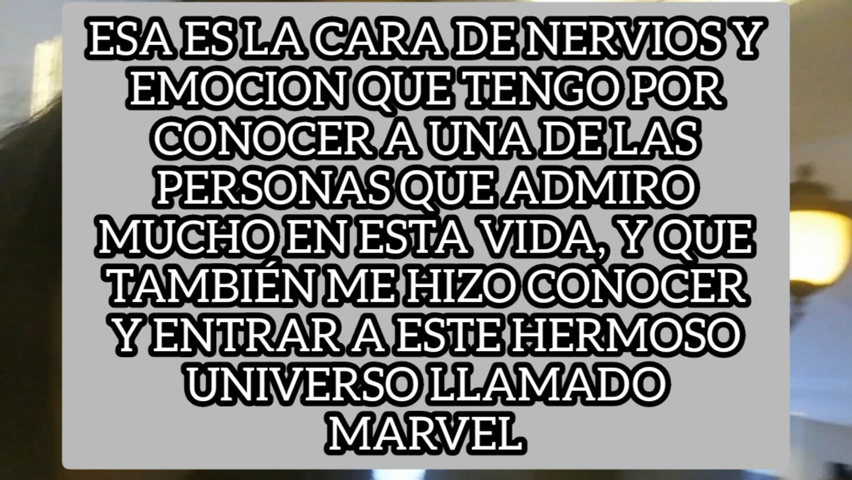 ESA ES LA CARA DE NERVIOS Y
EMOCION QUE TENGO POR
CONOCER A UNA DE LAS
PERSONAS QUE ADMIRO
MUCHO EN ESTA VIDA, Y QUE
TAMBIÉN ME HIZO CONOCER
Y ENTRAR A ESTE HERMOSO
UNIVERSO LLAMADO
MARVEL